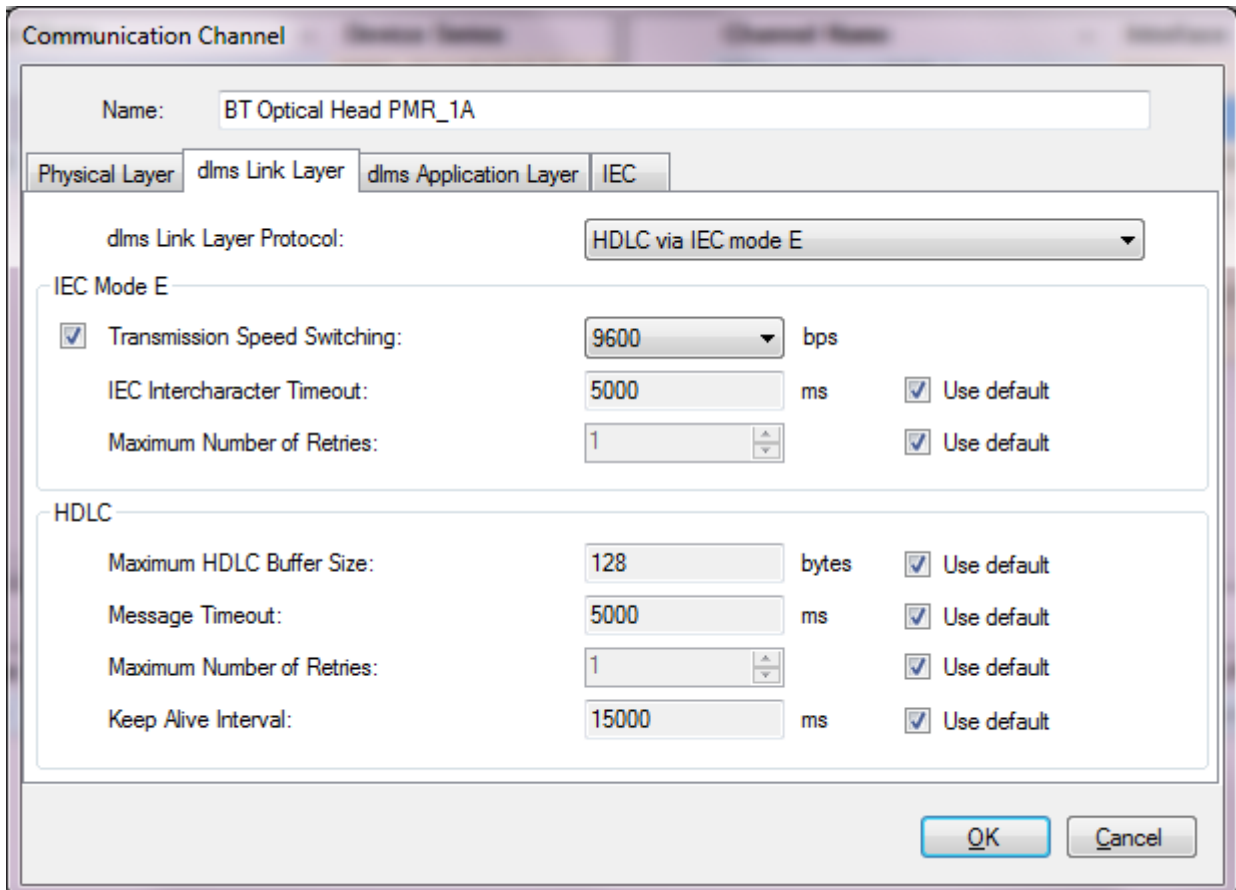 Communication Channel
Name: BT Optical Head PMR_1A
Physical Layer dlms Link Layer dlms Application Layer IEC
dlms Link Layer Protocol: HDLC via IEC mode E
IEC Mode E
Transmission Speed Switching: 9600 bps
IEC Intercharacter Timeout: 5000 ms Use default
Maximum Number of Retries: 1 Use default
HDLC
Maximum HDLC Buffer Size: 128 bytes Use default
Message Timeout: 5000 ms Use default
Maximum Number of Retries: 1 Use default
Keep Alive Interval: 15000 ms Use default
OK Cancel